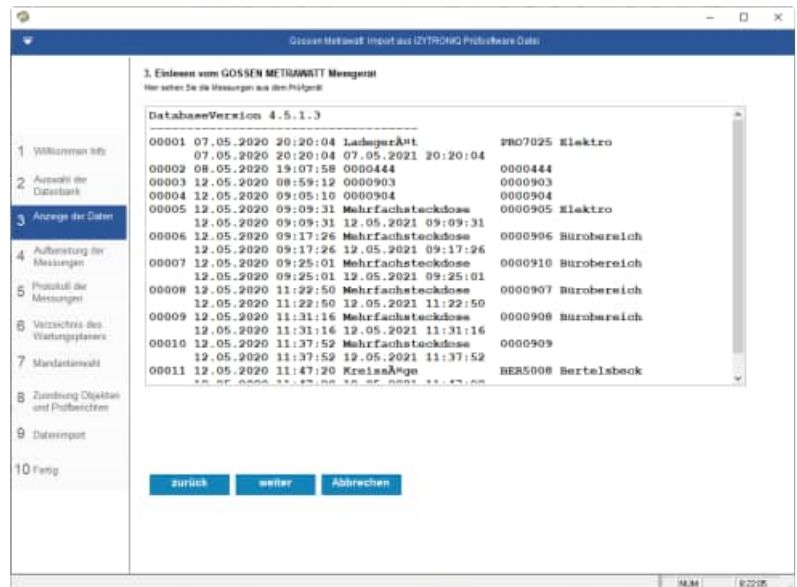 Gossen Metrawatt Import aus IZYTRONIQ Prüfsoftware Datei
3. Einlesen vom GOSSEN METRAWATT Messgerät
Hier sehen Sie die Messungen aus dem Prüfgerät
1 Willkommen Info
2 Auswahl der
Datenbank
3 Anzeige der Daten
4 Aufbereitung der
Messungen
5 Protokoll der
Messungen
6 Verzeichnis des
Wartungsplaners
7 Mandantenwahl
8 Zuordnung Objekten
und Prüfberichten
9 Datenimport
10 Fertig
DatabaseVersion 4.5.1.3
00001 07.05.2020 20:20:04 LadegerÃ¤t PRO7025 Elektro
07.05.2020 20:20:04 07.05.2021 20:20:04
00002 08.05.2020 19:07:58 0000444 0000444
00003 12.05.2020 08:59:12 0000903 0000903
00004 12.05.2020 09:05:10 0000904 0000904
00005 12.05.2020 09:09:31 Mehrfachsteckdose 0000905 Elektro
12.05.2020 09:09:31 12.05.2021 09:09:31
00006 12.05.2020 09:17:26 Mehrfachsteckdose 0000906 Bürobereich
12.05.2020 09:17:26 12.05.2021 09:17:26
00007 12.05.2020 09:25:01 Mehrfachsteckdose 0000910 Bürobereich
12.05.2020 09:25:01 12.05.2021 09:25:01
00008 12.05.2020 11:22:50 Mehrfachsteckdose 0000907 Bürobereich
12.05.2020 11:22:50 12.05.2021 11:22:50
00009 12.05.2020 11:31:16 Mehrfachsteckdose 0000908 Bürobereich
12.05.2020 11:31:16 12.05.2021 11:31:16
00010 12.05.2020 11:37:52 Mehrfachsteckdose 0000909
12.05.2020 11:37:52 12.05.2021 11:37:52
00011 12.05.2020 11:47:20 KreissÃ¤ge BER5008 Bertelsbeck
zurück weiter Abbrechen
NUM 8:22:05